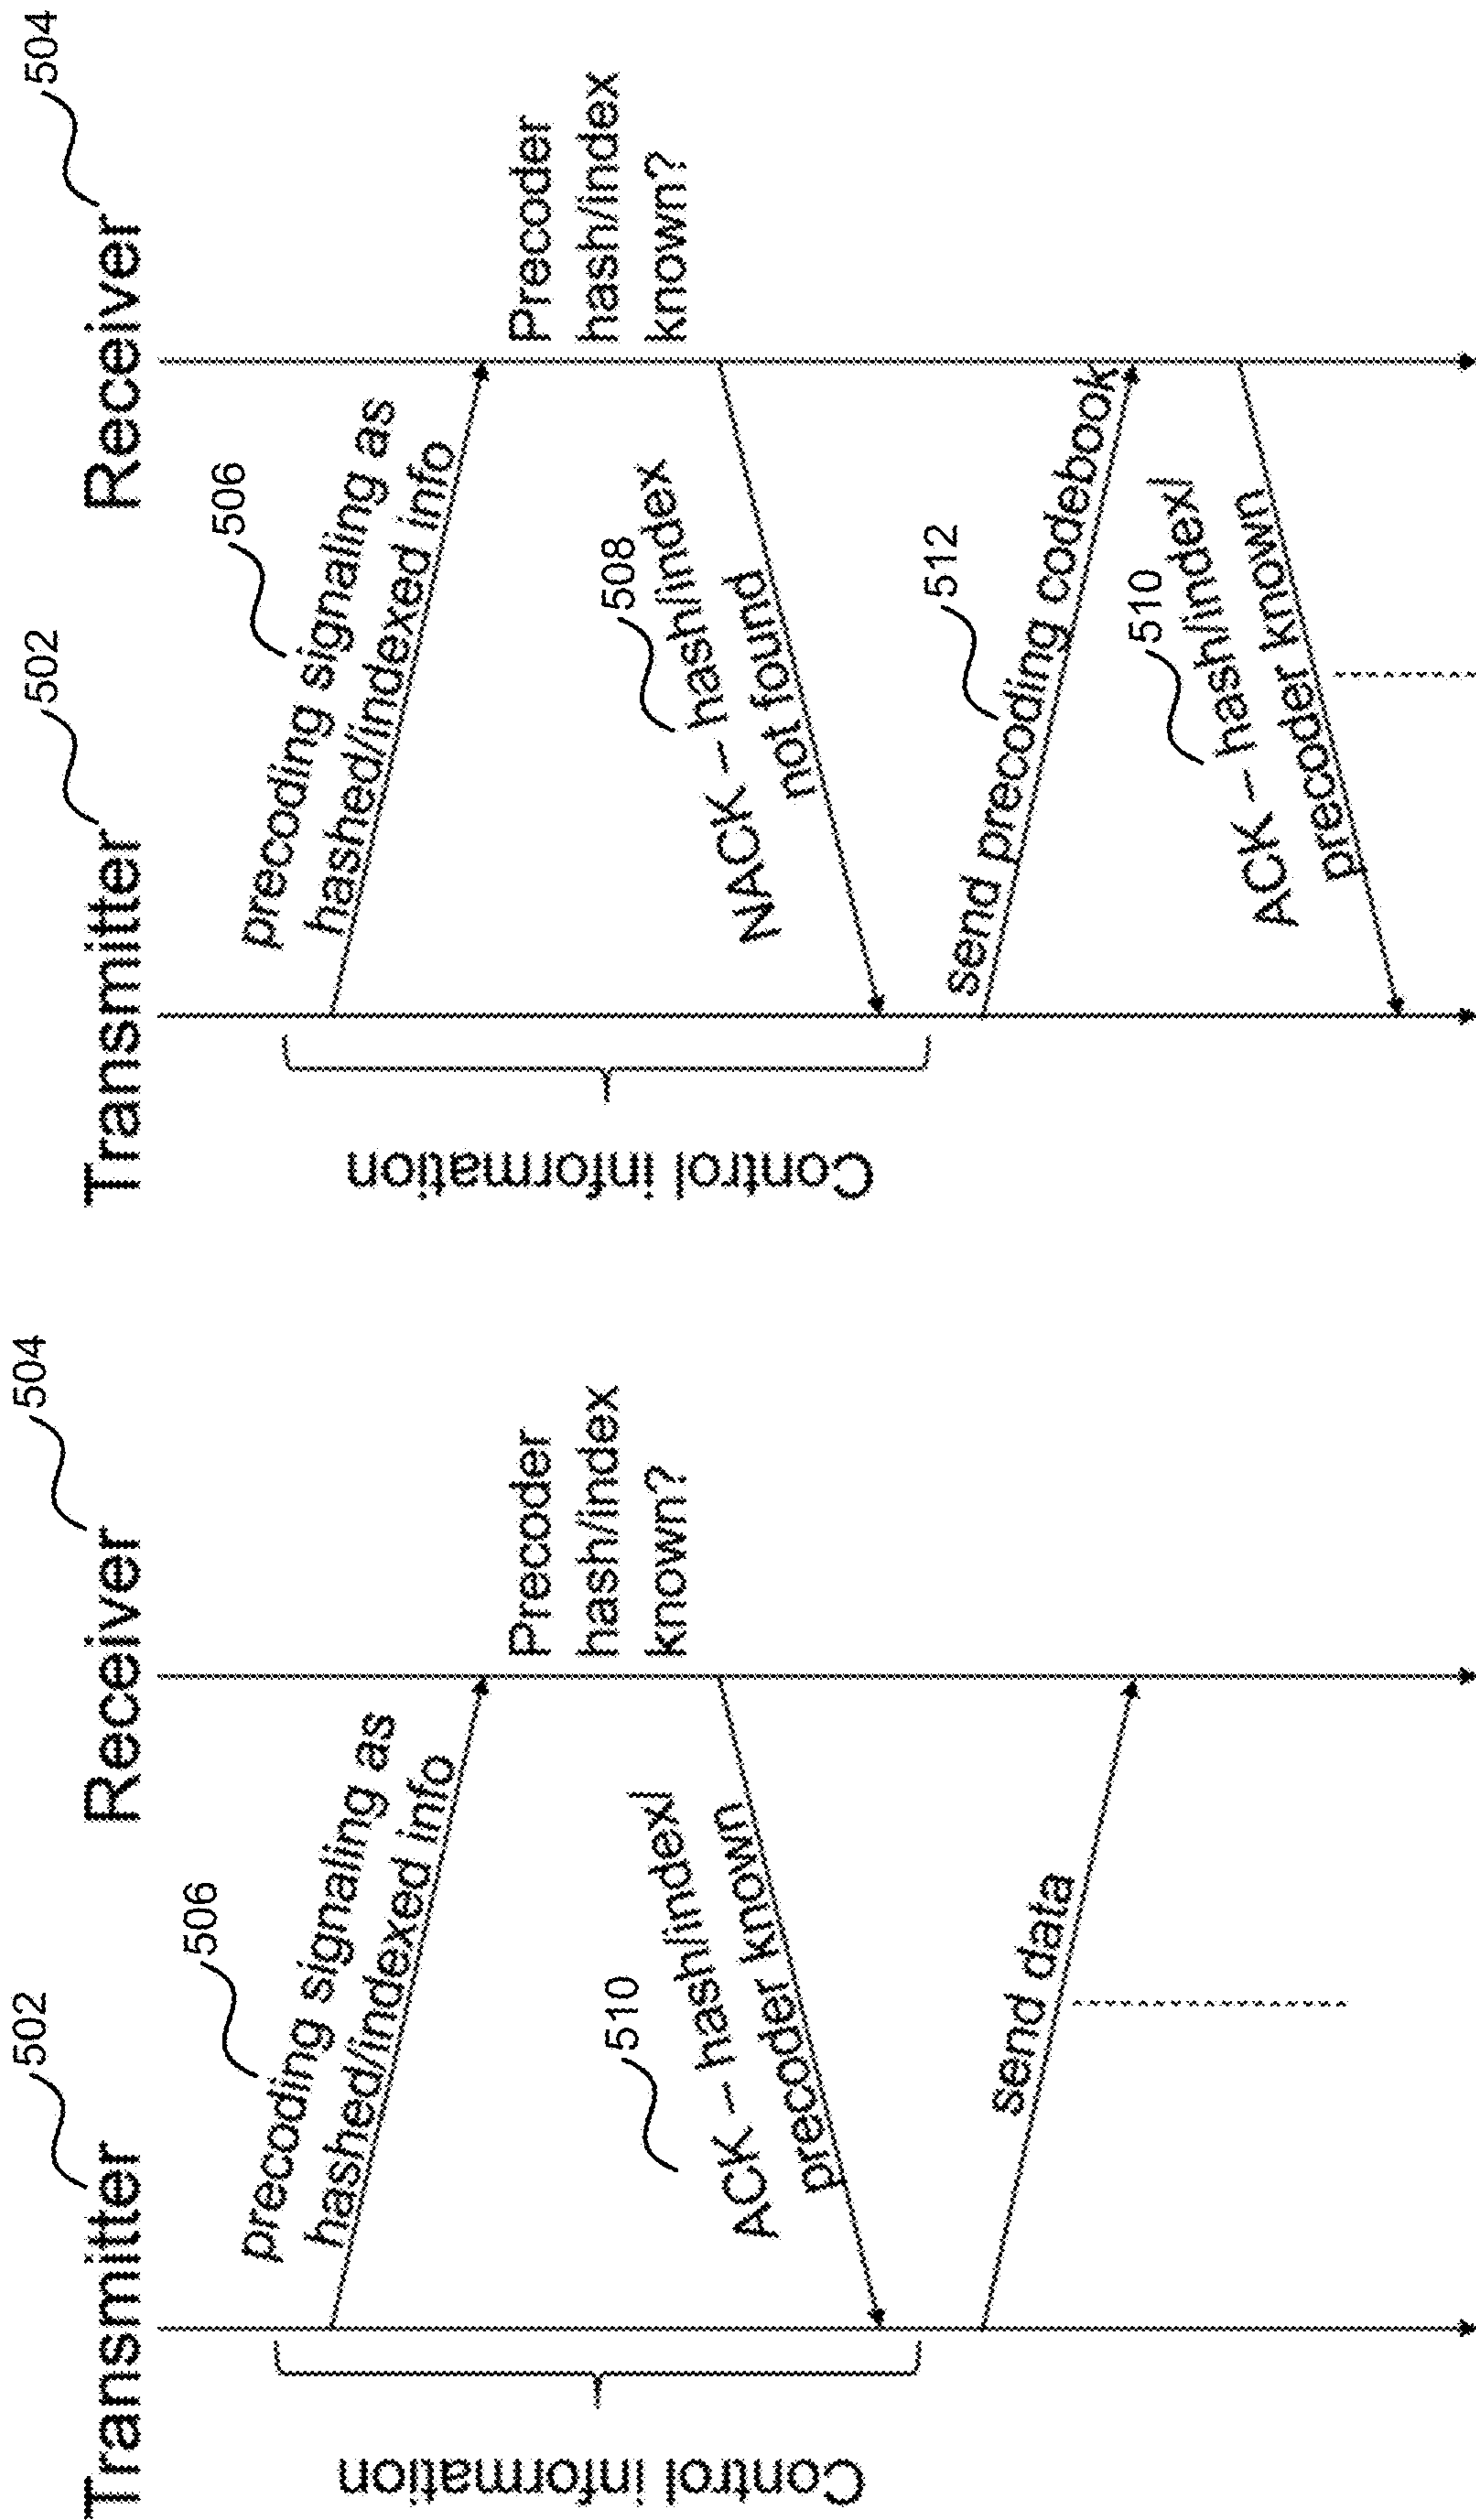 502
504
Transmitter
Receiver
506
precoding signaling as
hashed/indexed info
Precoder
hash/index
known?
510
ACK – hash/index/
precoder known
send data
Control information
502
504
Transmitter
Receiver
506
precoding signaling as
hashed/indexed info
Precoder
hash/index
known?
508
NACK – hash/index
not found
512
send precoding codebook
510
ACK – hash/index/
precoder known
Control information